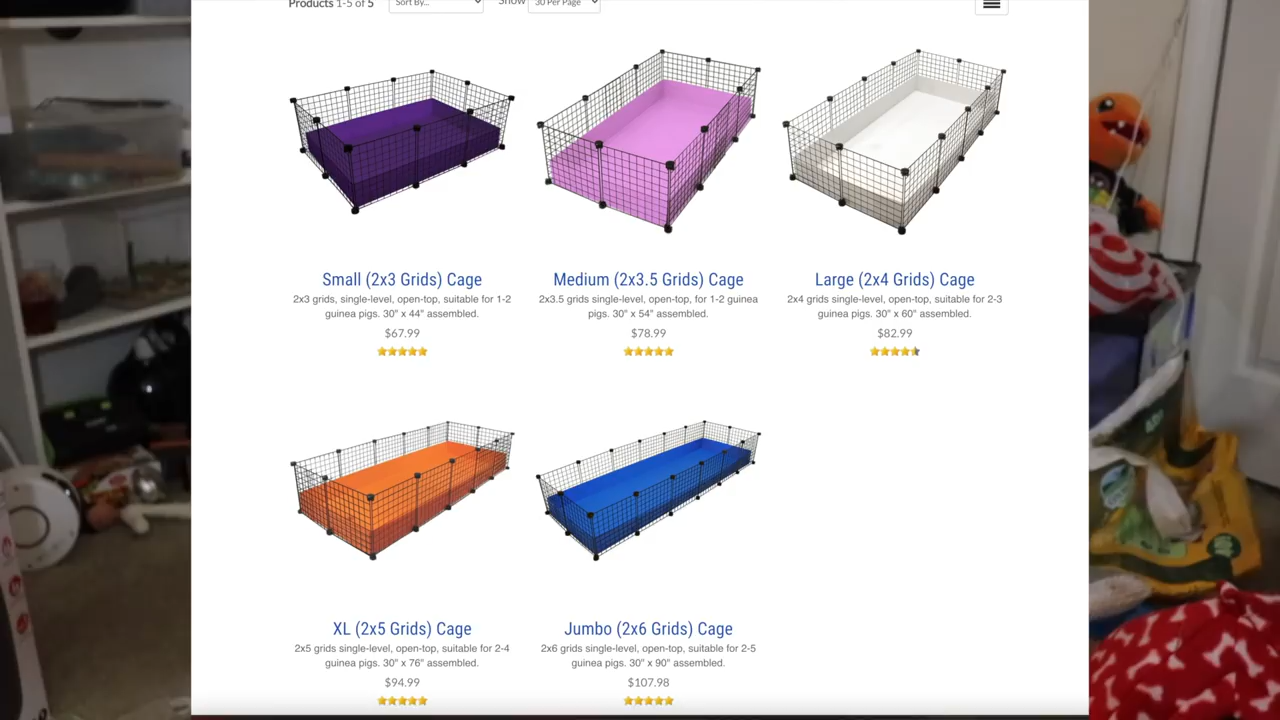 Products 1-5 of 5
Sort By...
Show
30 Per Page
Small (2x3 Grids) Cage
2x3 grids, single-level, open-top, suitable for 1-2
guinea pigs. 30" x 44" assembled.
$67.99
Medium (2x3.5 Grids) Cage
2x3.5 grids single-level, open-top, for 1-2 guinea
pigs. 30" x 54" assembled.
$78.99
Large (2x4 Grids) Cage
2x4 grids single-level, open-top, suitable for 2-3
guinea pigs. 30" x 60" assembled.
$82.99
XL (2x5 Grids) Cage
2x5 grids single-level, open-top, suitable for 2-4
guinea pigs. 30" x 76" assembled.
$94.99
Jumbo (2x6 Grids) Cage
2x6 grids single-level, open-top, suitable for 2-5
guinea pigs. 30" x 90" assembled.
$107.98